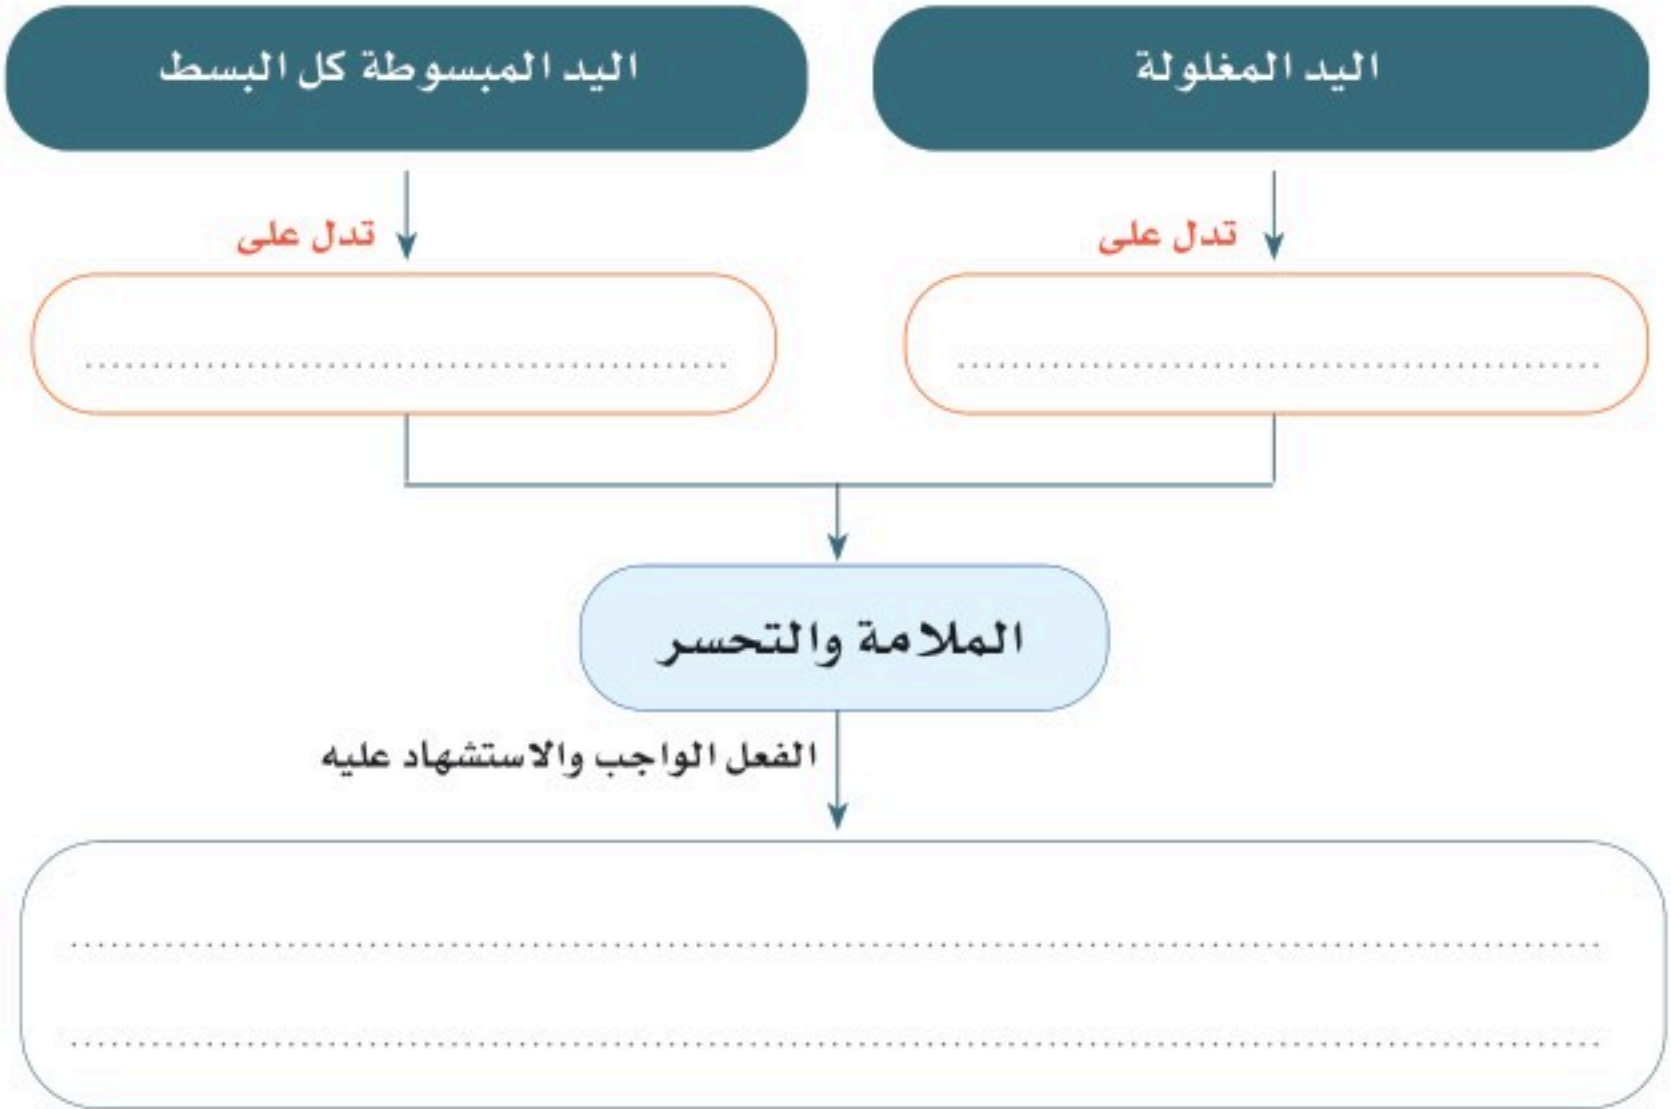 اليد المغلولة
اليد المبسوطة كل البسط
تدل على
تدل على
الملامة والتحسر
الفعل الواجب والاستشهاد عليه